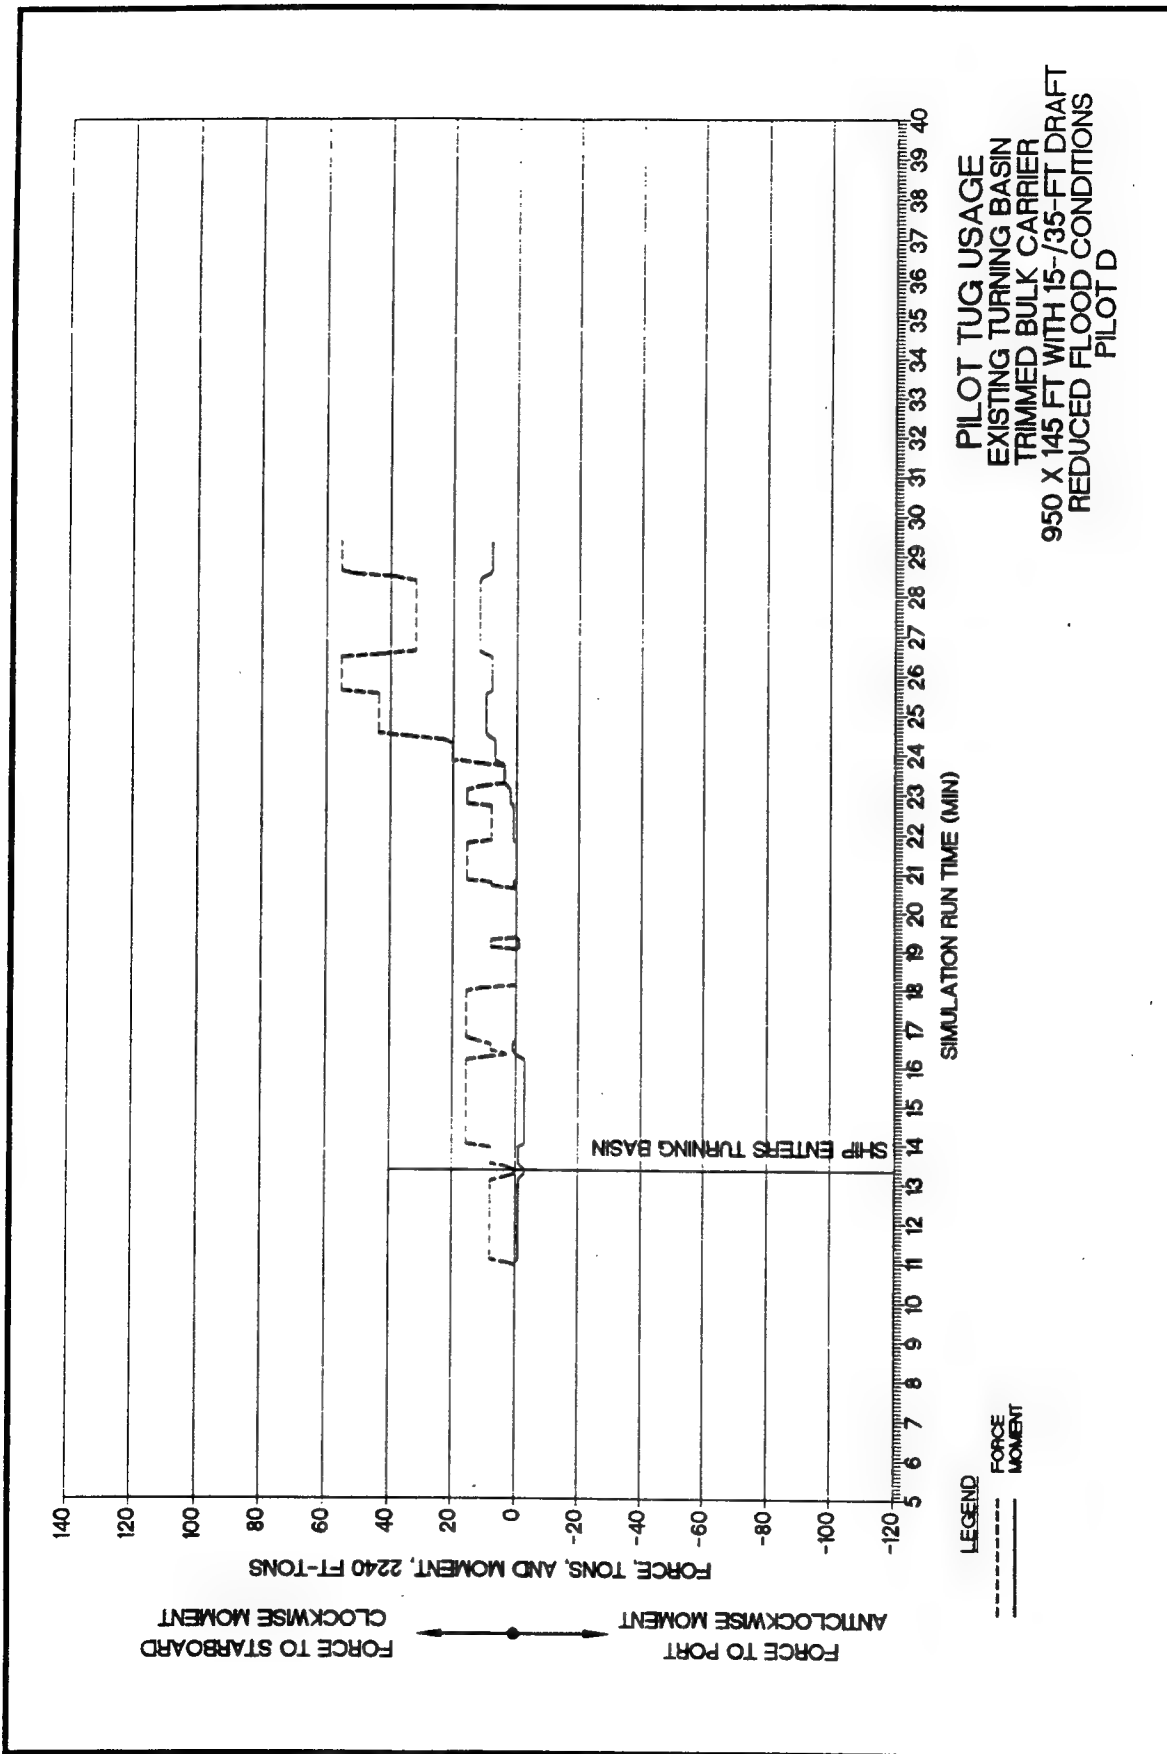 140
120
100
80
60
40
20
0
-20
-40
-60
-80
-100
-120
FORCE, TONS, AND MOMENT, 2240 FT-TONS
FORCE TO STARBOARD
CLOCKWISE MOMENT
FORCE TO PORT
ANTICLOCKWISE MOMENT
SHIP ENTERS TURNING BASIN
5 6 7 8 9 10 11 12 13 14 15 16 17 18 19 20 21 22 23 24 25 26 27 28 29 30 31 32 33 34 35 36 37 38 39 40
SIMULATION RUN TIME (MIN)
LEGEND
FORCE
MOMENT
PILOT TUG USAGE
EXISTING TURNING BASIN
TRIMMED BULK CARRIER
950 X 145 FT WITH 15-/35-FT DRAFT
REDUCED FLOOD CONDITIONS
PILOT D